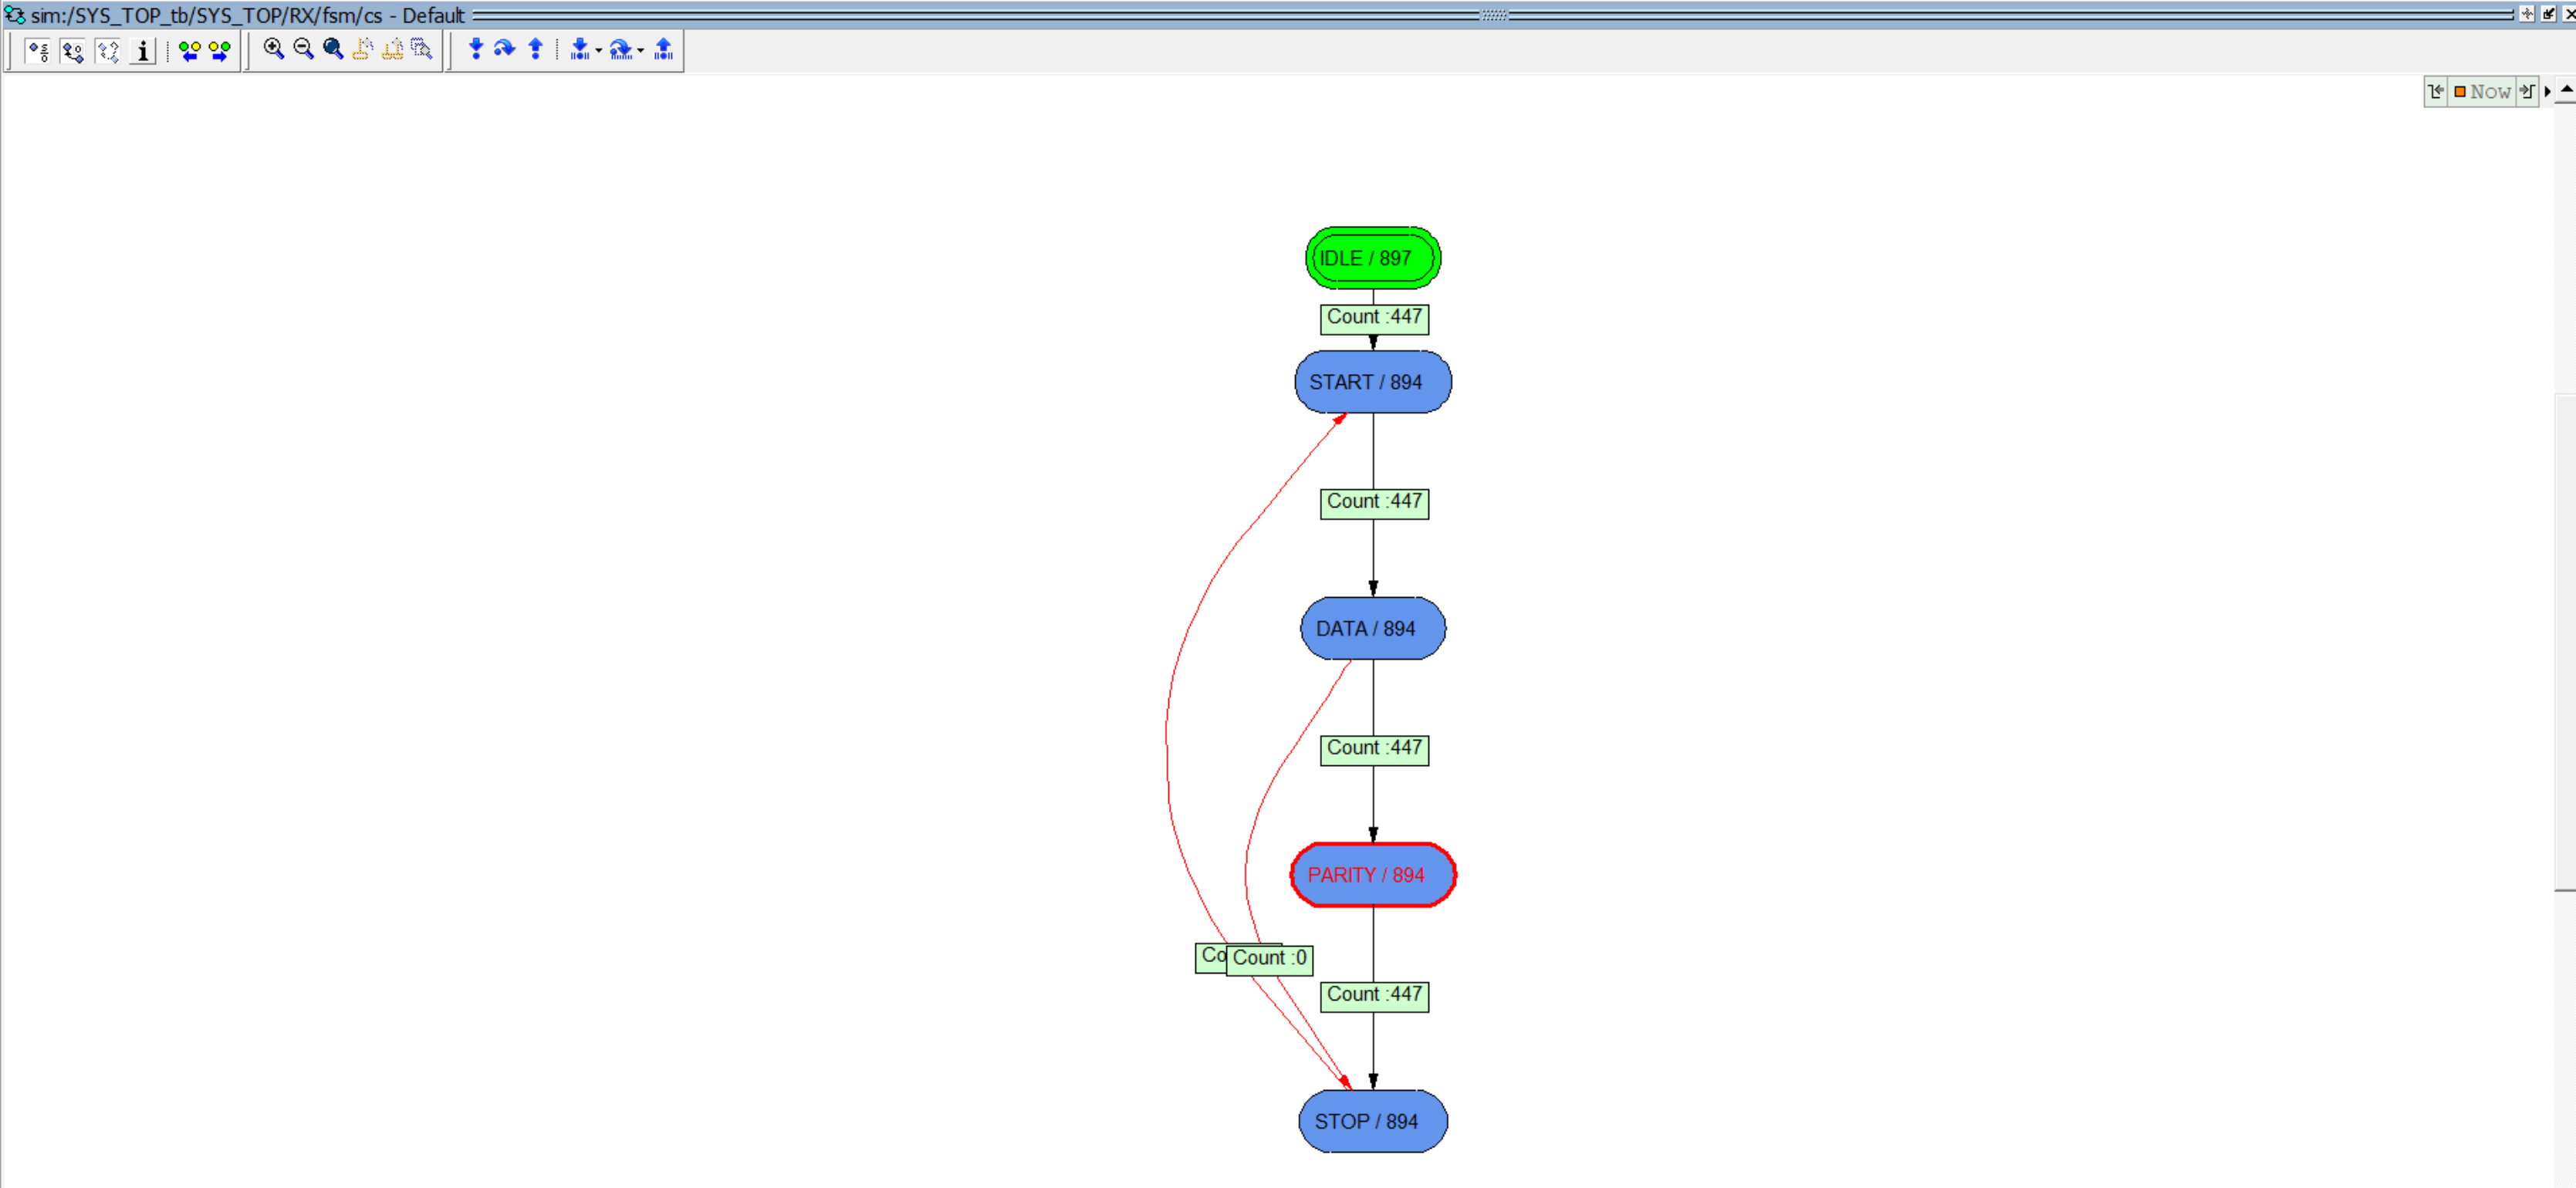 sim:/SYS_TOP_tb/SYS_TOP/RX/fsm/cs - Default
Now
IDLE / 897
Count :447
START / 894
Count :447
DATA / 894
Count :447
PARITY / 894
Co
Count :0
Count :447
STOP / 894